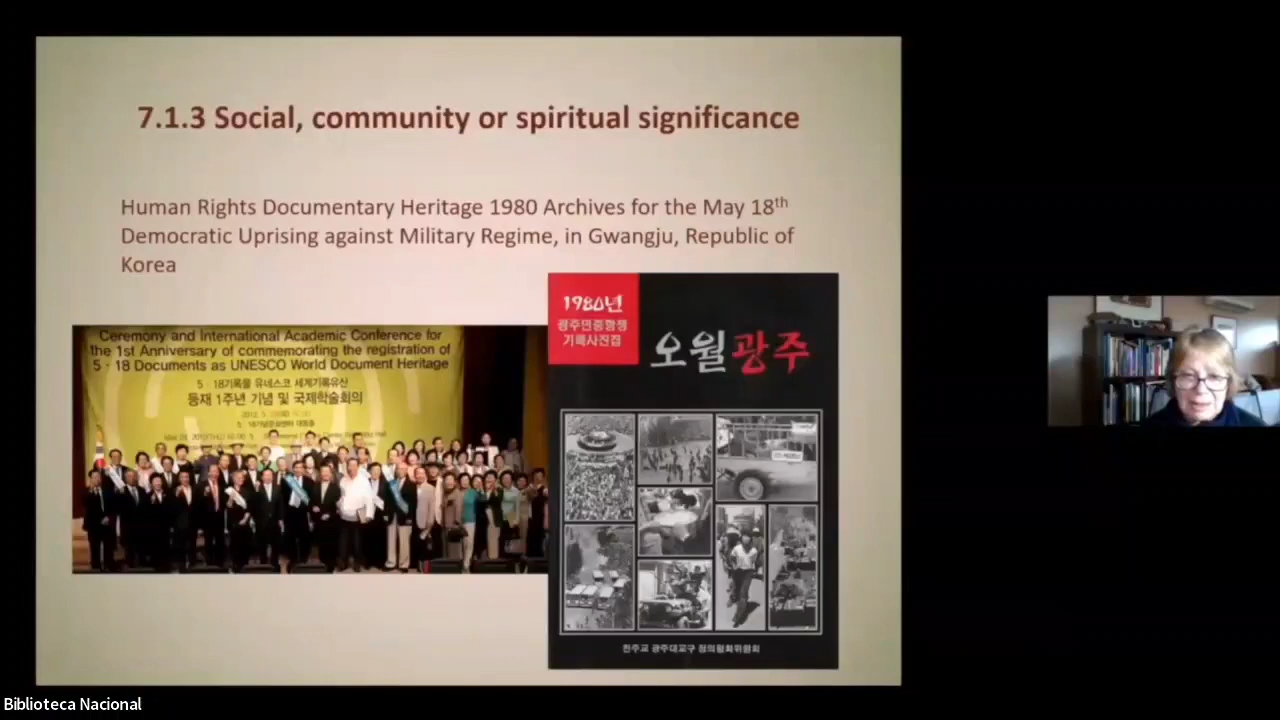 7.1.3 Social, community or spiritual significance
Human Rights Documentary Heritage 1980 Archives for the May 18th
Democratic Uprising against Military Regime, in Gwangju, Republic of
Korea
Ceremony and International Academic Conference for
the 1st Anniversary of commemorating the registration of
5 · 18 Documents as UNESCO World Document Heritage
5 · 18기록물 유네스코 세계기록유산
등재 1주년 기념 및 국제학술회의
1980년
광주민중항쟁
기록사진집
오월광주
천주교 광주대교구 정의평화위원회
Biblioteca Nacional